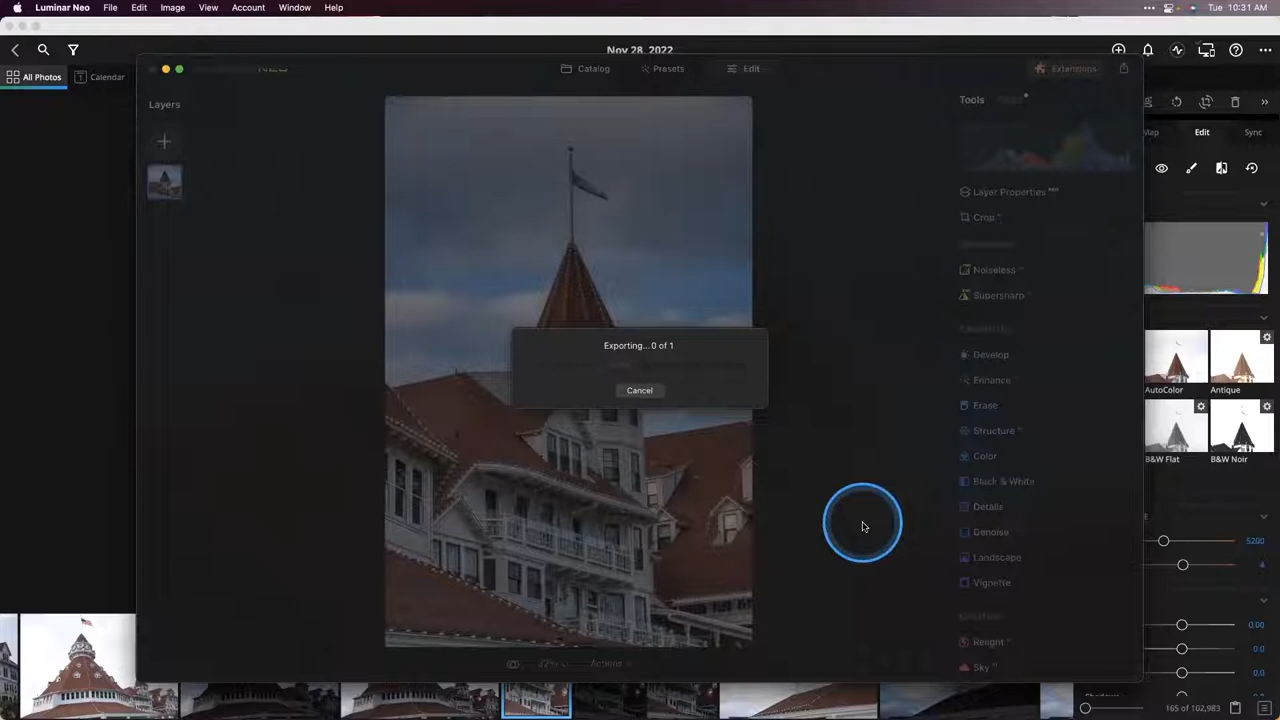 Luminar Neo File Edit Image View Account Window Help Tue 10:31 AM
Nov 28, 2022
All Photos Calendar
NEO Catalog Presets Edit Extensions
Layers
Tools
Map Edit Sync
Layer Properties
Crop
Noiseless
Supersharp
Exporting... 0 of 1
Cancel
Develop
Enhance
Erase
Structure
Color
Black & White
Details
Denoise
Landscape
Vignette
Relight
Sky
Actions
AutoColor Antique
B&W Flat B&W Noir
5200
0.00
0.0
0.0
165 of 102,983